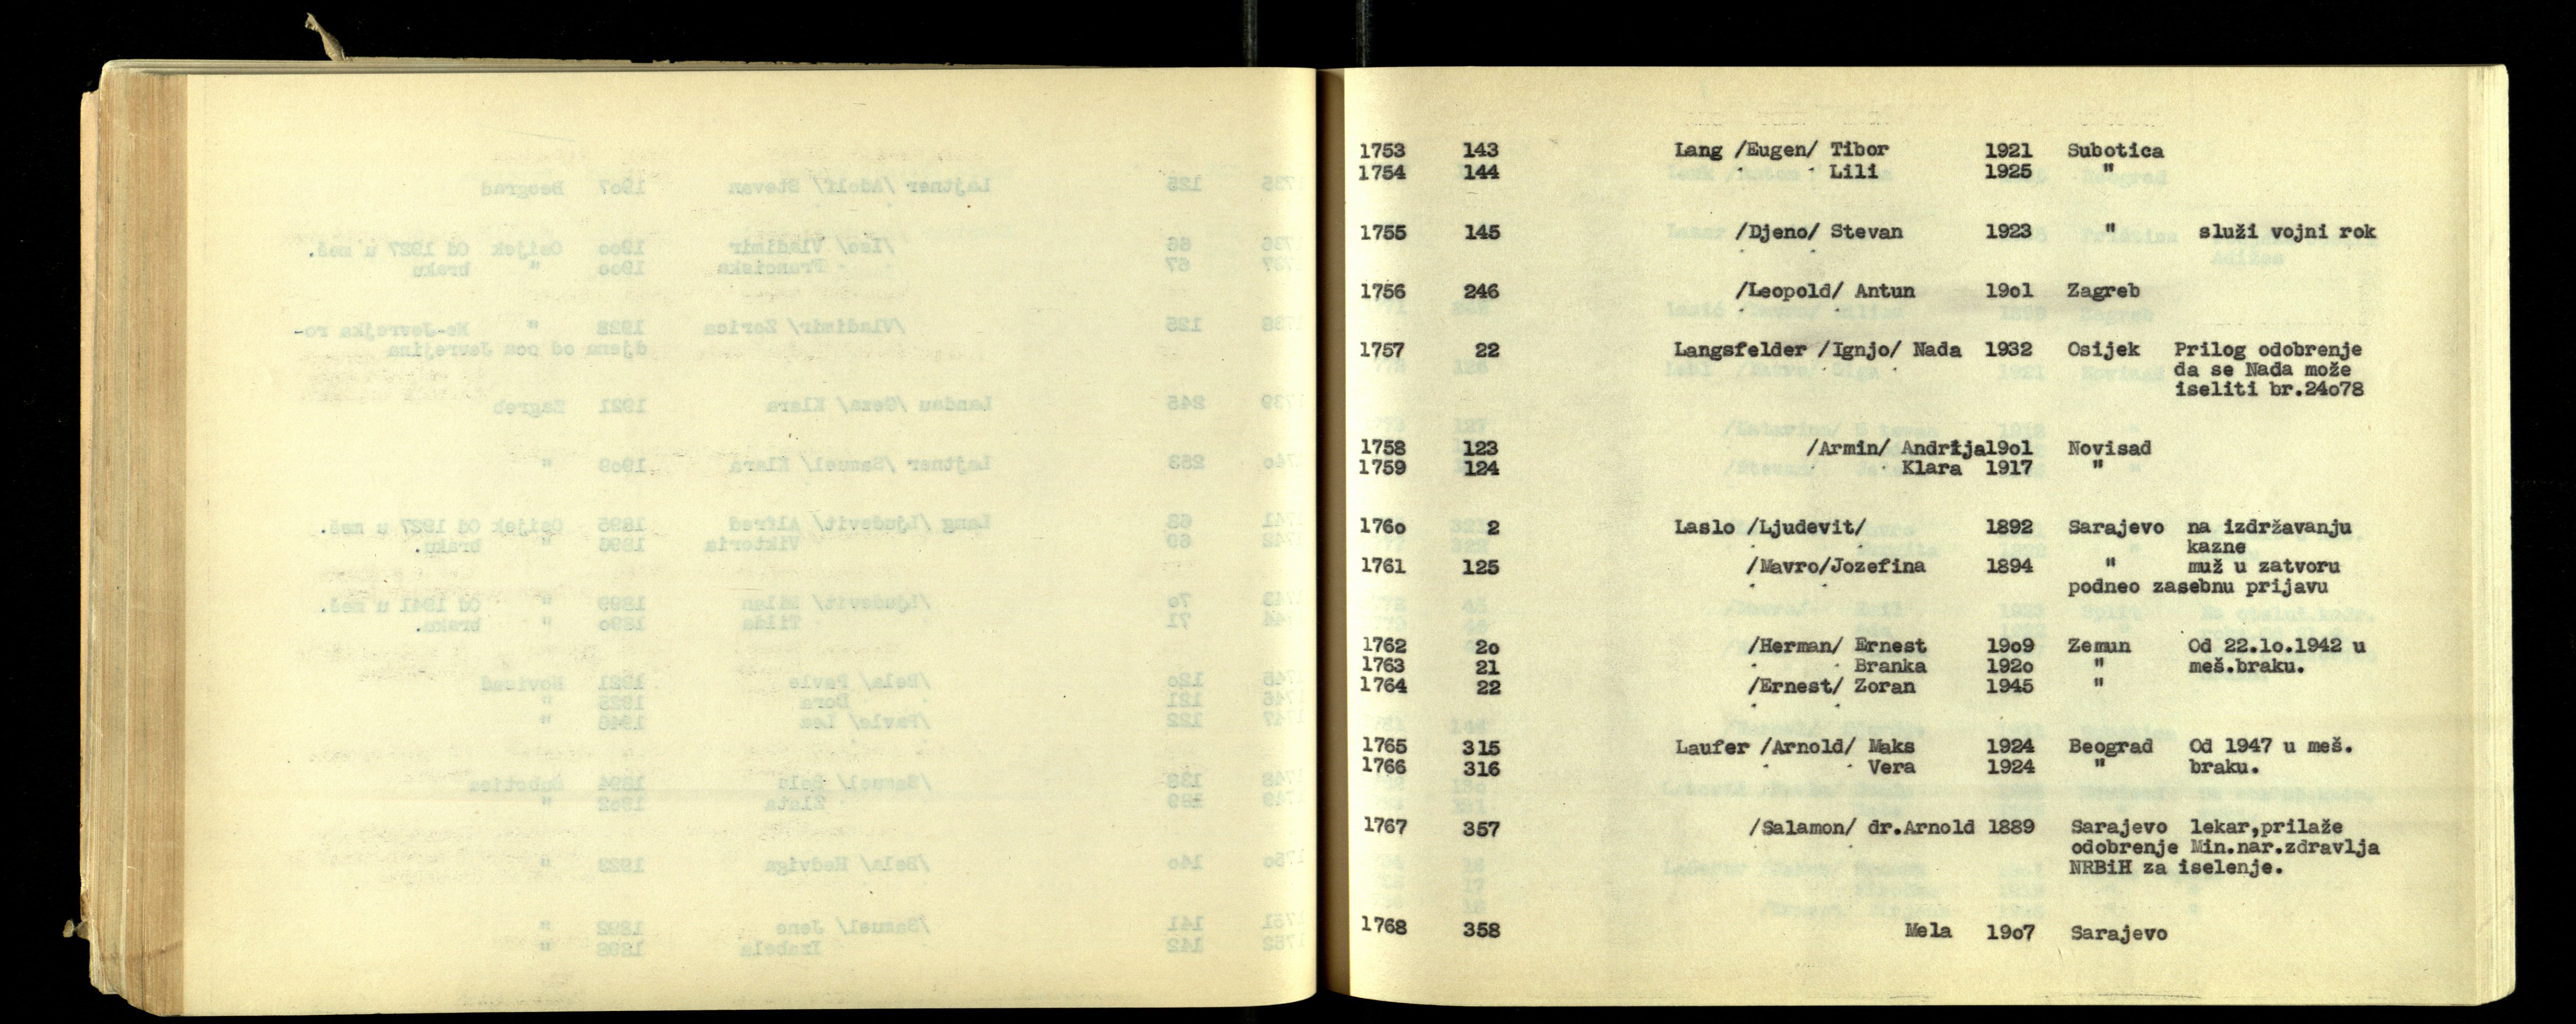 1753 143 Lang /Eugen/ Tibor 1921 Subotica
1754 144 Lili 1925 "
1755 145 /Djeno/ Stevan 1923 " služi vojni rok
1756 246 /Leopold/ Antun 19o1 Zagreb
1757 22 Langsfelder /Ignjo/ Nada 1932 Osijek Prilog odobrenje
da se Nada može
iseliti br.24o78
1758 123 /Armin/ Andrija19o1 Novisad
1759 124 Klara 1917 "
176o 2 Laslo /Ljudevit/ 1892 Sarajevo na izdržavanju
kazne
1761 125 /Mavro/Jozefina 1894 " muž u zatvoru
podneo zasebnu prijavu
1762 2o /Herman/ Ernest 19o9 Zemun Od 22.1o.1942 u
1763 21 Branka 192o " meš.braku.
1764 22 /Ernest/ Zoran 1945 "
1765 315 Laufer /Arnold/ Maks 1924 Beograd Od 1947 u meš.
1766 316 Vera 1924 " braku.
1767 357 /Salamon/ dr.Arnold 1889 Sarajevo lekar,prilaže
odobrenje Min.nar.zdravlja
NRBiH za iselenje.
1768 358 Mela 19o7 Sarajevo